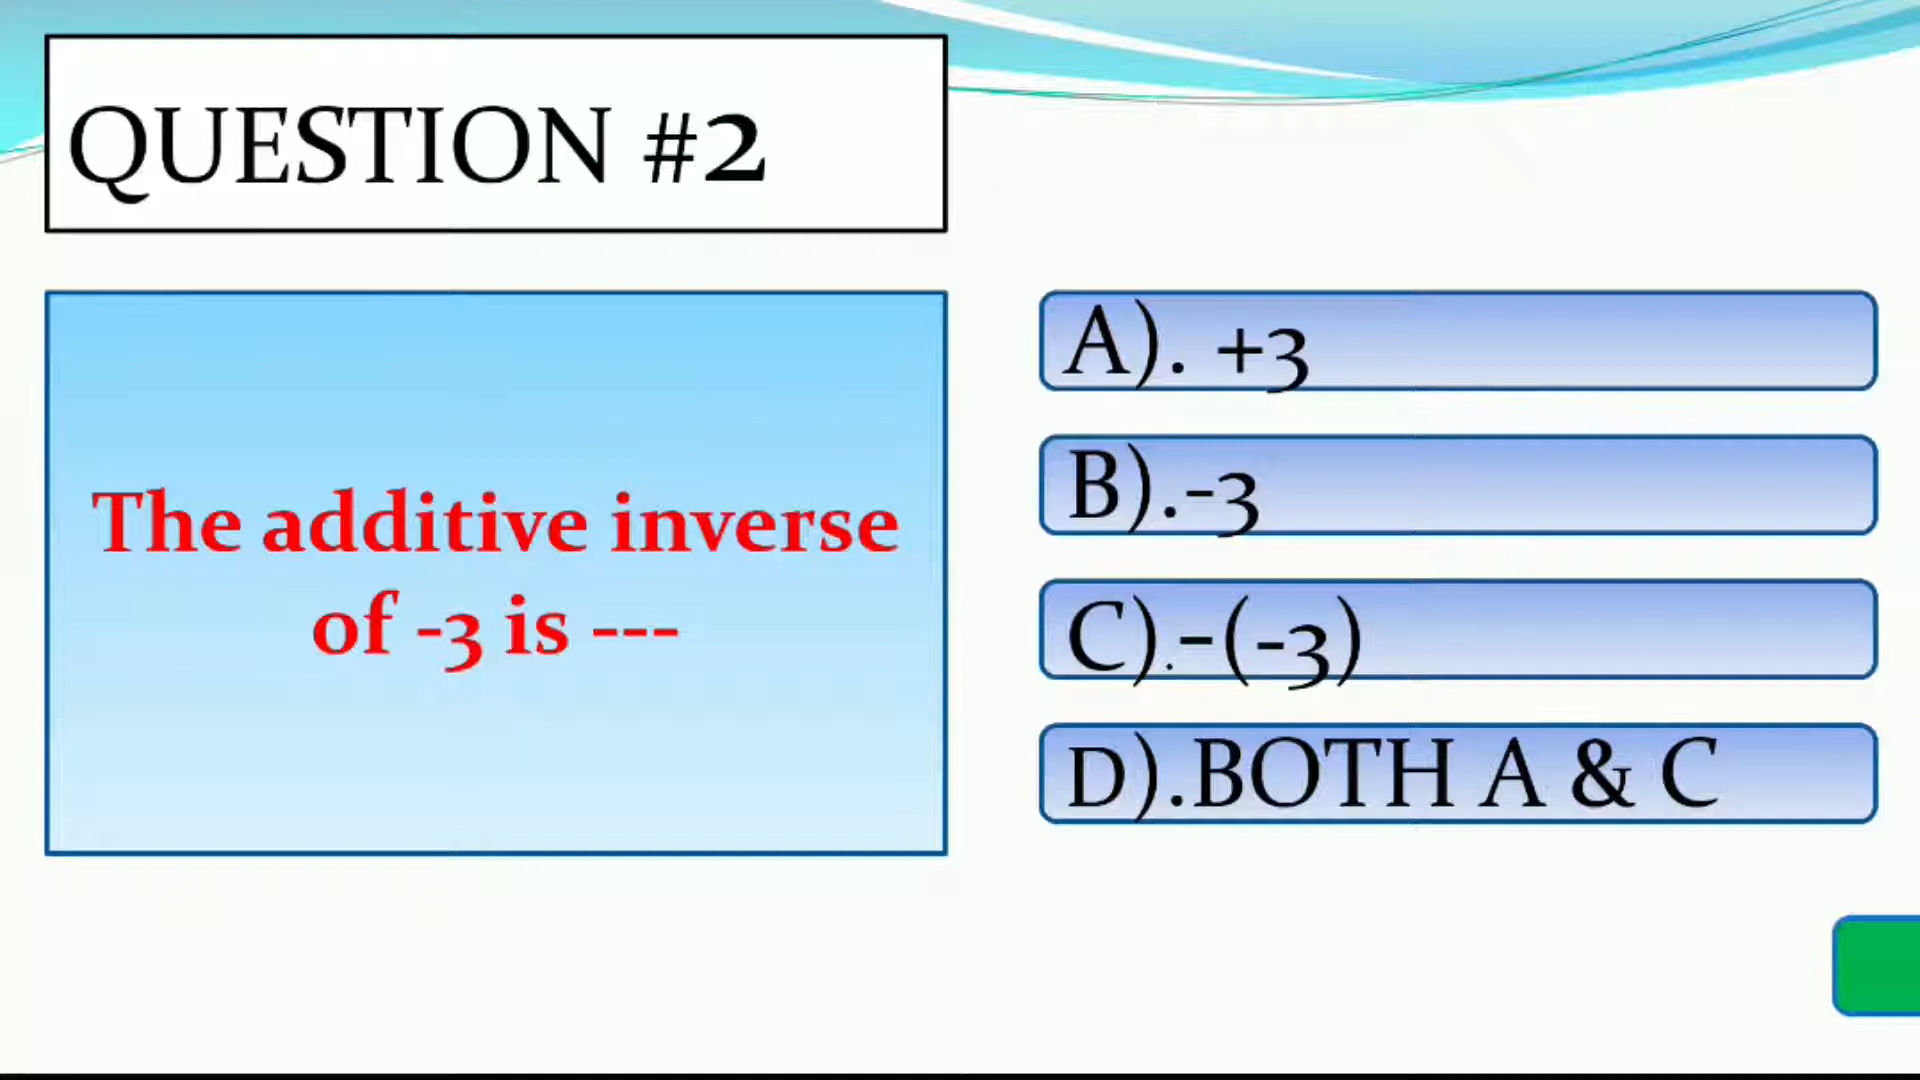 QUESTION #2
The additive inverse
of -3 is ---
A). +3
B).-3
C).-(-3)
D).BOTH A & C